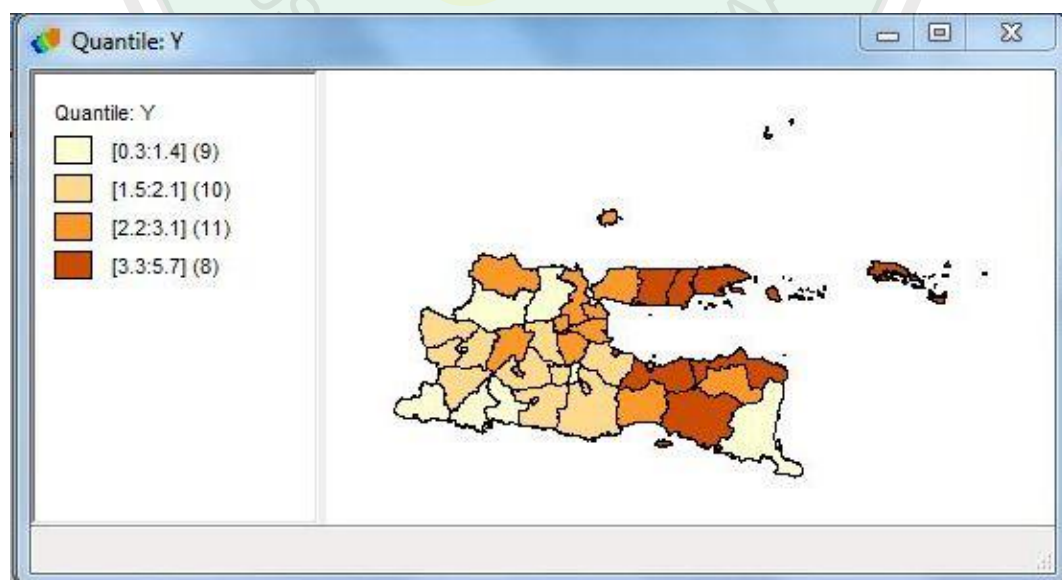 Quantile: Y
Quantile: Y
[0.3:1.4] (9)
[1.5:2.1] (10)
[2.2:3.1] (11)
[3.3:5.7] (8)